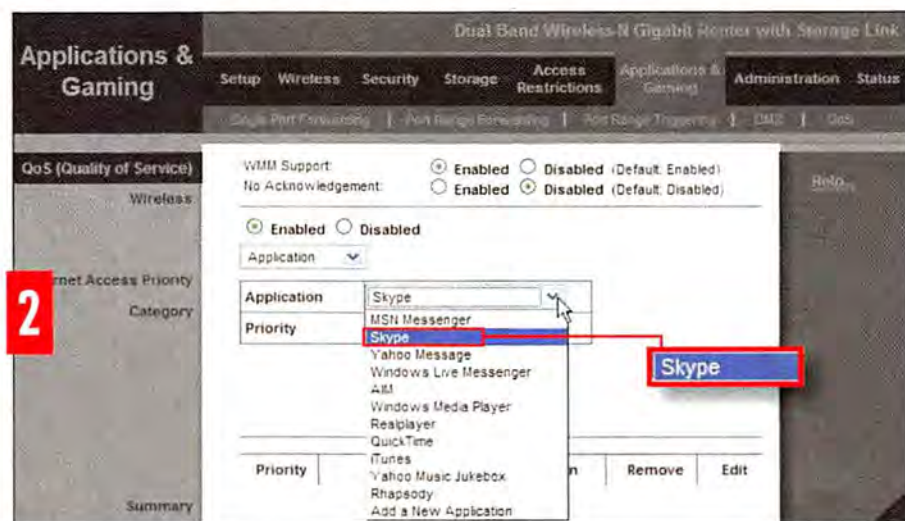 Dual Band Wireless-N Gigabit Router with Storage Link
Applications &
Gaming
Setup Wireless Security Storage Access Restrictions Applications & Gaming Administration Status
Single Port Forwarding | Port Range Forwarding | Port Range Triggering | DMZ | QoS
QoS (Quality of Service)
Wireless
WMM Support: Enabled Disabled (Default: Enabled)
No Acknowledgement: Enabled Disabled (Default: Disabled)
Help...
Enabled Disabled
Application
rnet Access Priority
Category
2
Application Skype
Priority
MSN Messenger
Skype
Skype
Yahoo Message
Windows Live Messenger
AIM
Windows Media Player
Realplayer
QuickTime
iTunes
Yahoo Music Jukebox
Rhapsody
Add a New Application
Priority n Remove Edit
Summary